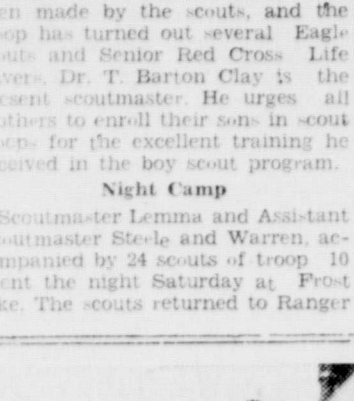 en made by the scouts, and the
oop has turned out several Eagle
outs and Senior Red Cross Life
avers, Dr. T. Barton Clay is the
esent scoutmaster. He urges all
others to enroll their sons in scout
oops for the excellent training he
ceived in the boy scout program.
Night Camp
Scoutmaster Lemma and Assistant
outmaster Steele and Warren, ac-
mpanied by 24 scouts of troop 10
ent the night Saturday at Frost
ke. The scouts returned to Ranger